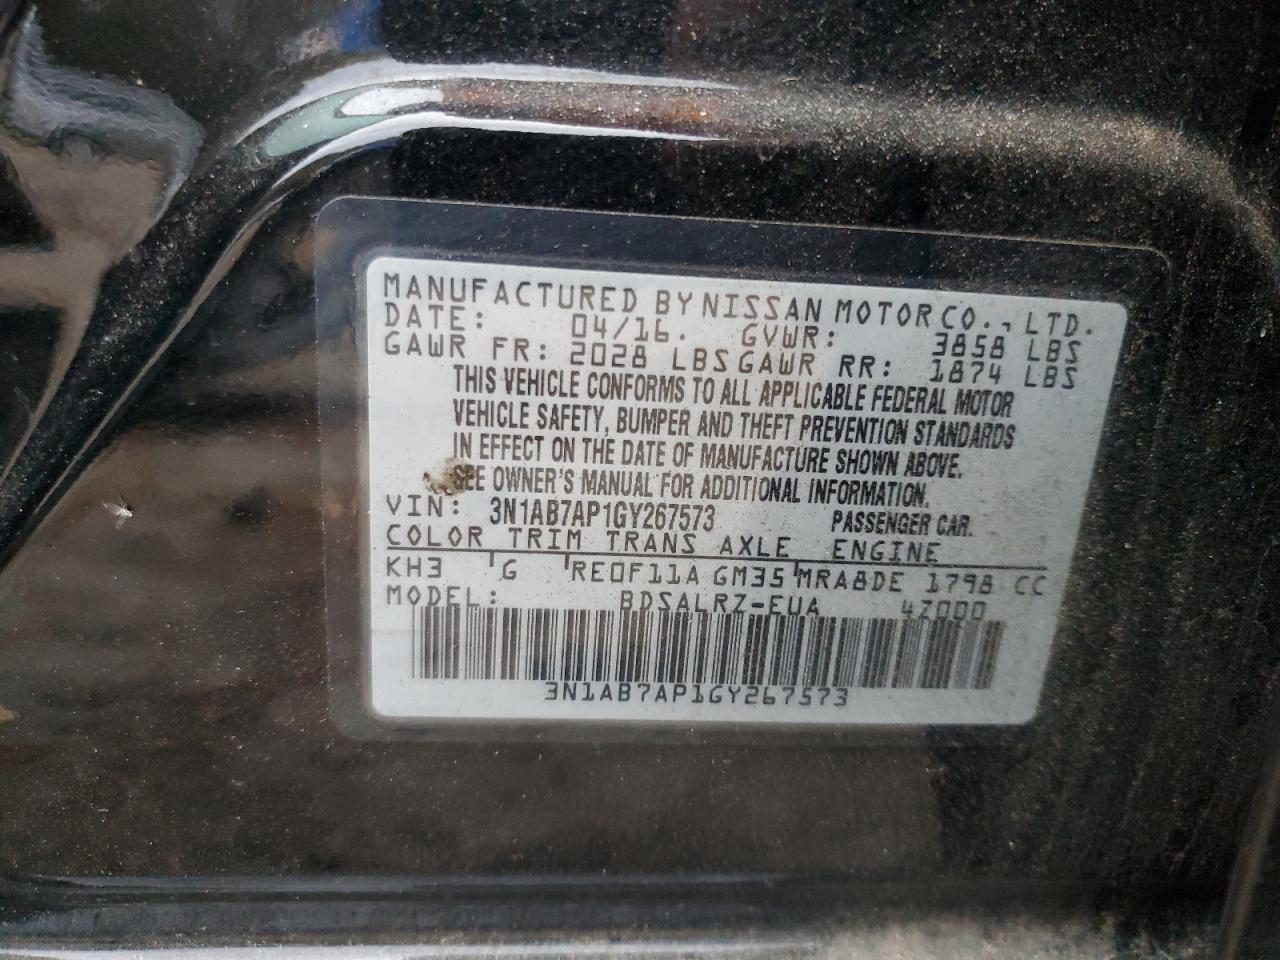 MANUFACTURED BY NISSAN MOTOR CO., LTD.
DATE: 04/16. GVWR: 3858 LBS
GAWR FR: 2028 LBS GAWR RR: 1874 LBS
THIS VEHICLE CONFORMS TO ALL APPLICABLE FEDERAL MOTOR
VEHICLE SAFETY, BUMPER AND THEFT PREVENTION STANDARDS
IN EFFECT ON THE DATE OF MANUFACTURE SHOWN ABOVE.
SEE OWNER'S MANUAL FOR ADDITIONAL INFORMATION.
VIN: 3N1AB7AP1GY267573 PASSENGER CAR.
COLOR TRIM TRANS AXLE ENGINE
KH3 G RE0F11A GM35 MRA8DE 1798 CC
MODEL: BDSALRZ-EUA 4Z000
3N1AB7AP1GY267573